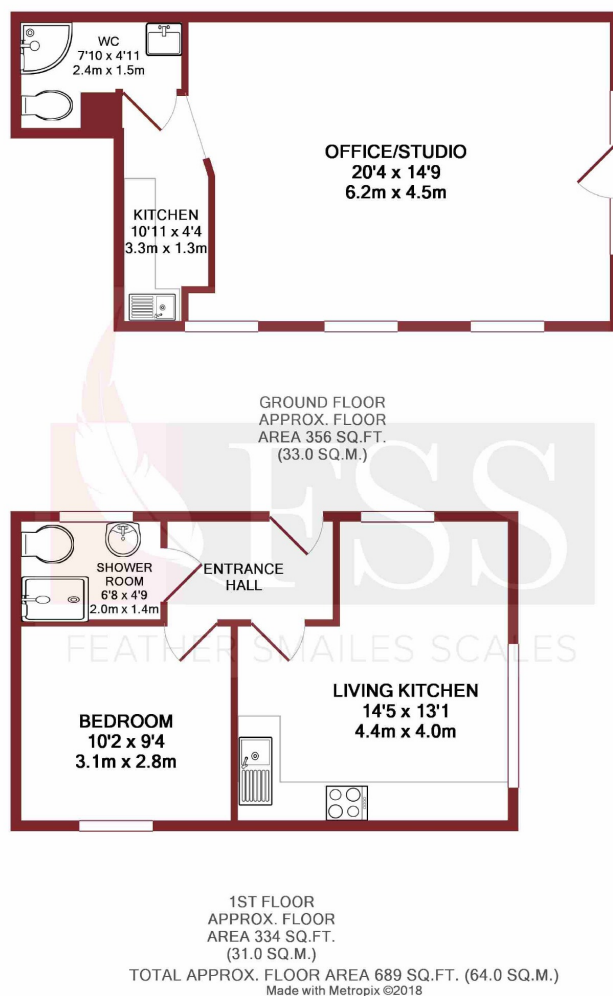 WC
7'10 x 4'11
2.4m x 1.5m
OFFICE/STUDIO
20'4 x 14'9
6.2m x 4.5m
KITCHEN
10'11 x 4'4
3.3m x 1.3m
GROUND FLOOR
APPROX. FLOOR
AREA 356 SQ.FT.
(33.0 SQ.M.)
FSS
SHOWER
ROOM
6'8 x 4'9
2.0m x 1.4m
ENTRANCE
HALL
FEATHER SMAILES SCALES
BEDROOM
10'2 x 9'4
3.1m x 2.8m
LIVING KITCHEN
14'5 x 13'1
4.4m x 4.0m
1ST FLOOR
APPROX. FLOOR
AREA 334 SQ.FT.
(31.0 SQ.M.)
TOTAL APPROX. FLOOR AREA 689 SQ.FT. (64.0 SQ.M.)
Made with Metropix ©2018